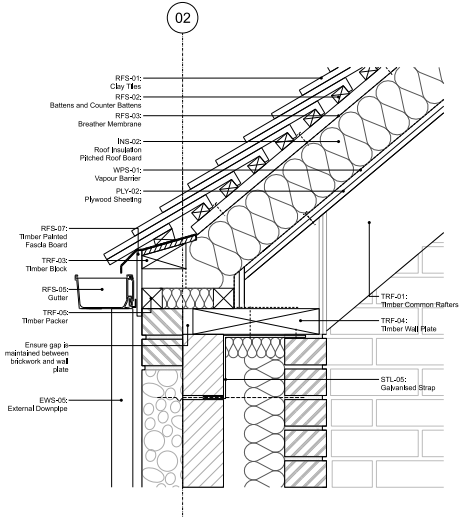 02
RFS-01:
Clay Tiles
RFS-02:
Battens and Counter Battens
RFS-03:
Breather Membrane
INS-02:
Roof Insulation
Pitched Roof Board
WPS-01:
Vapour Barrier
PLY-02:
Plywood Sheeting
RFS-07:
Timber Painted
Fascia Board
TRF-03:
Timber Block
RFS-05:
Gutter
TRF-05:
Timber Packer
Ensure gap is
maintained between
brickwork and wall
plate
EWS-05:
External Downpipe
TRF-01:
Timber Common Rafters
TRF-04:
Timber Wall Plate
STL-05:
Galvanised Strap